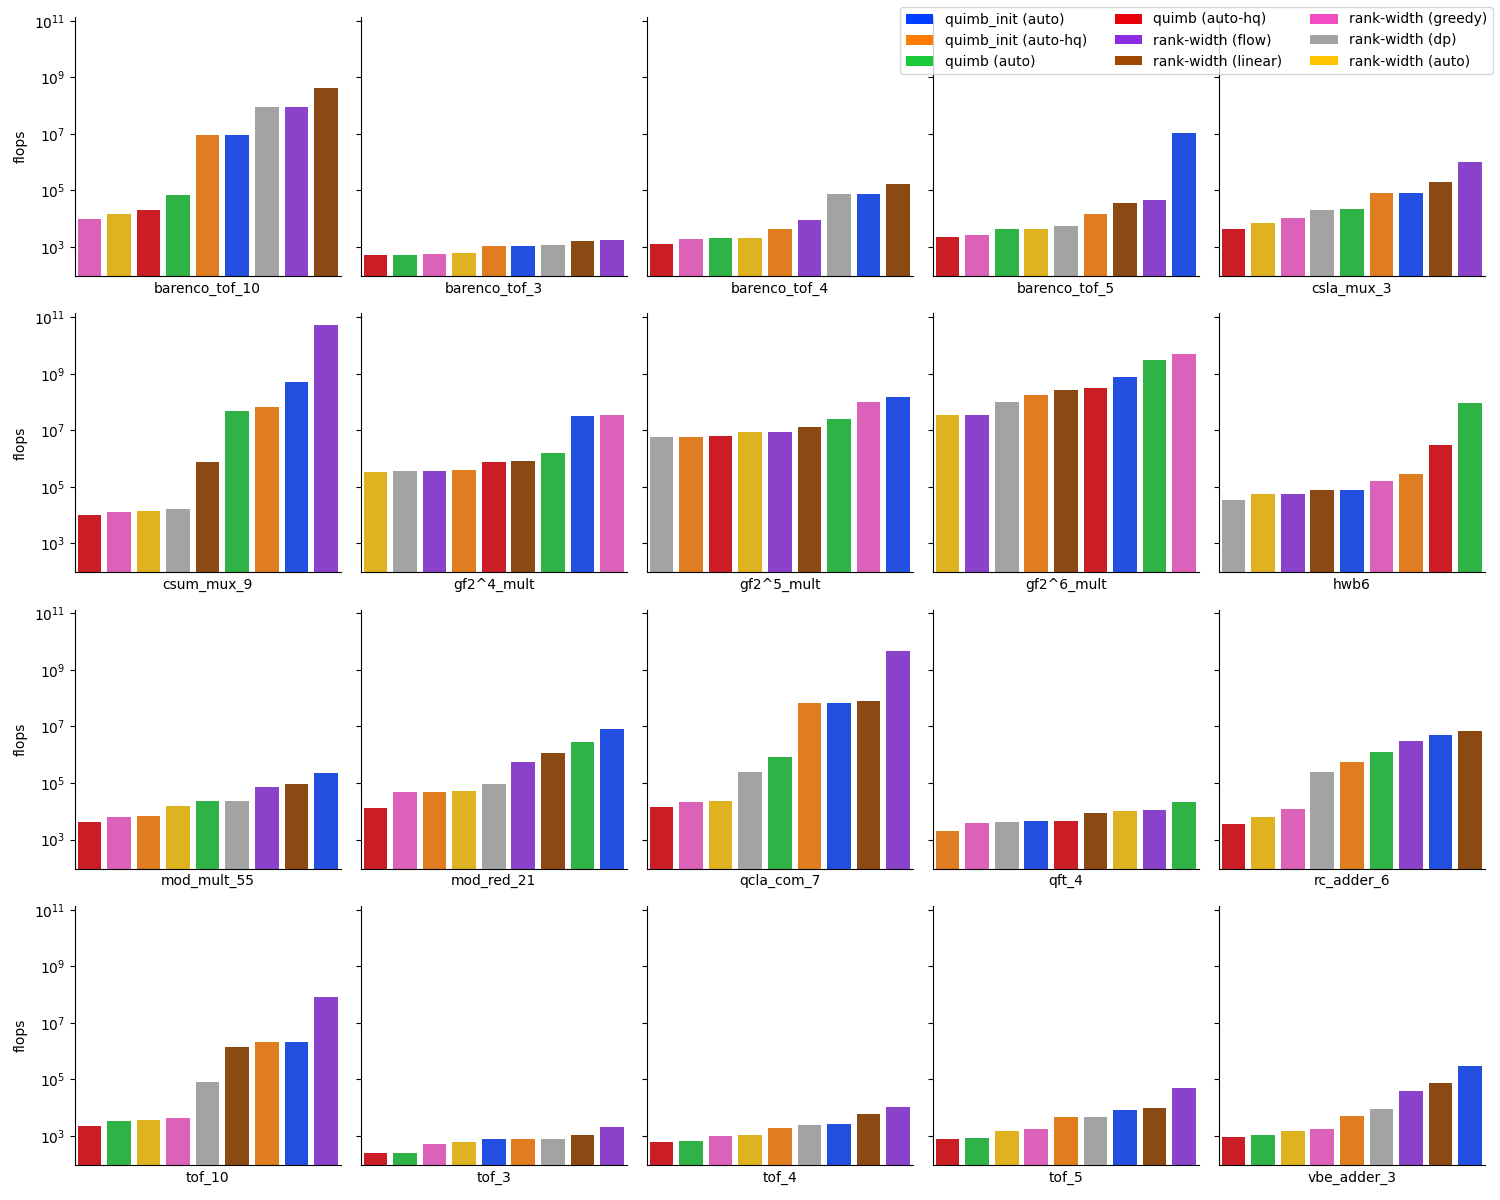 quimb_init (auto)
quimb_init (auto-hq)
quimb (auto)
quimb (auto-hq)
rank-width (flow)
rank-width (linear)
rank-width (greedy)
rank-width (dp)
rank-width (auto)
flops
10^11
10^9
10^7
10^5
10^3
barenco_tof_10
barenco_tof_3
barenco_tof_4
barenco_tof_5
csla_mux_3
flops
10^11
10^9
10^7
10^5
10^3
csum_mux_9
gf2^4_mult
gf2^5_mult
gf2^6_mult
hwb6
flops
10^11
10^9
10^7
10^5
10^3
mod_mult_55
mod_red_21
qcla_com_7
qft_4
rc_adder_6
flops
10^11
10^9
10^7
10^5
10^3
tof_10
tof_3
tof_4
tof_5
vbe_adder_3